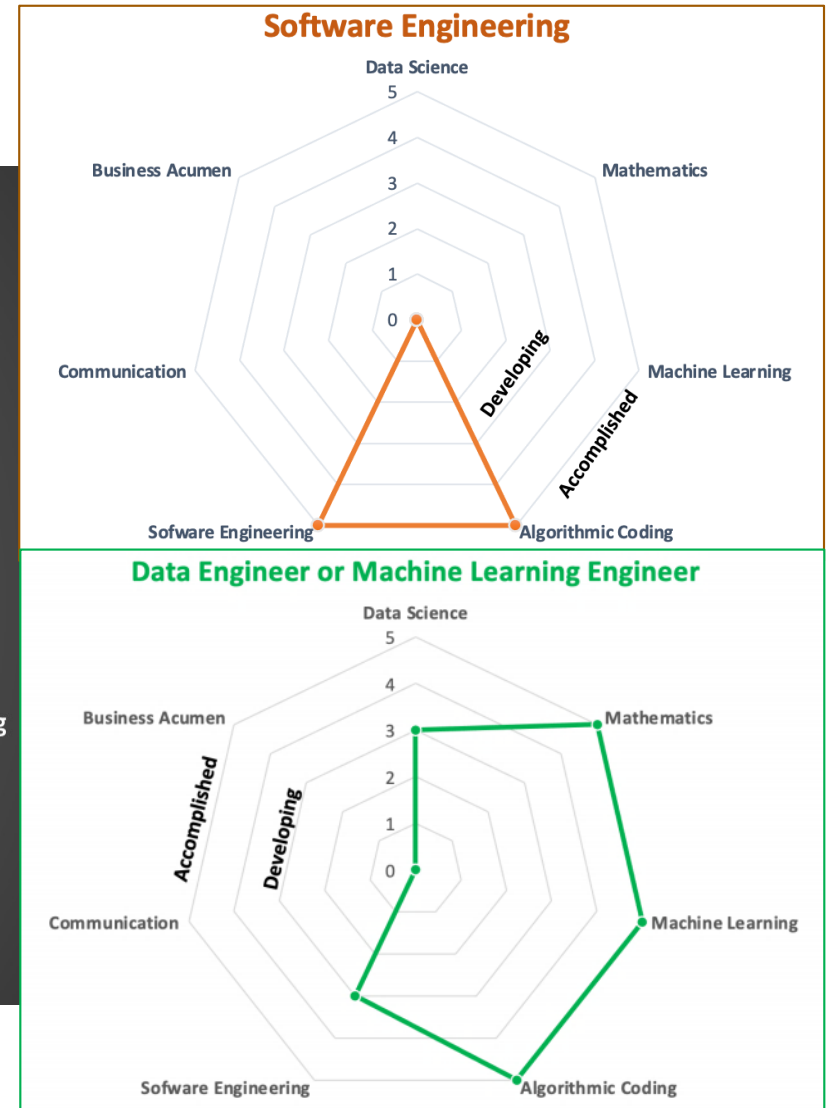 Software Engineering
Data Science
5
4
3
2
1
0
Business Acumen
Mathematics
Communication
Machine Learning
Developing
Accomplished
Sofware Engineering
Algorithmic Coding
Data Engineer or Machine Learning Engineer
Data Science
5
4
3
2
1
0
Business Acumen
Mathematics
Accomplished
Developing
Communication
Machine Learning
Sofware Engineering
Algorithmic Coding
g